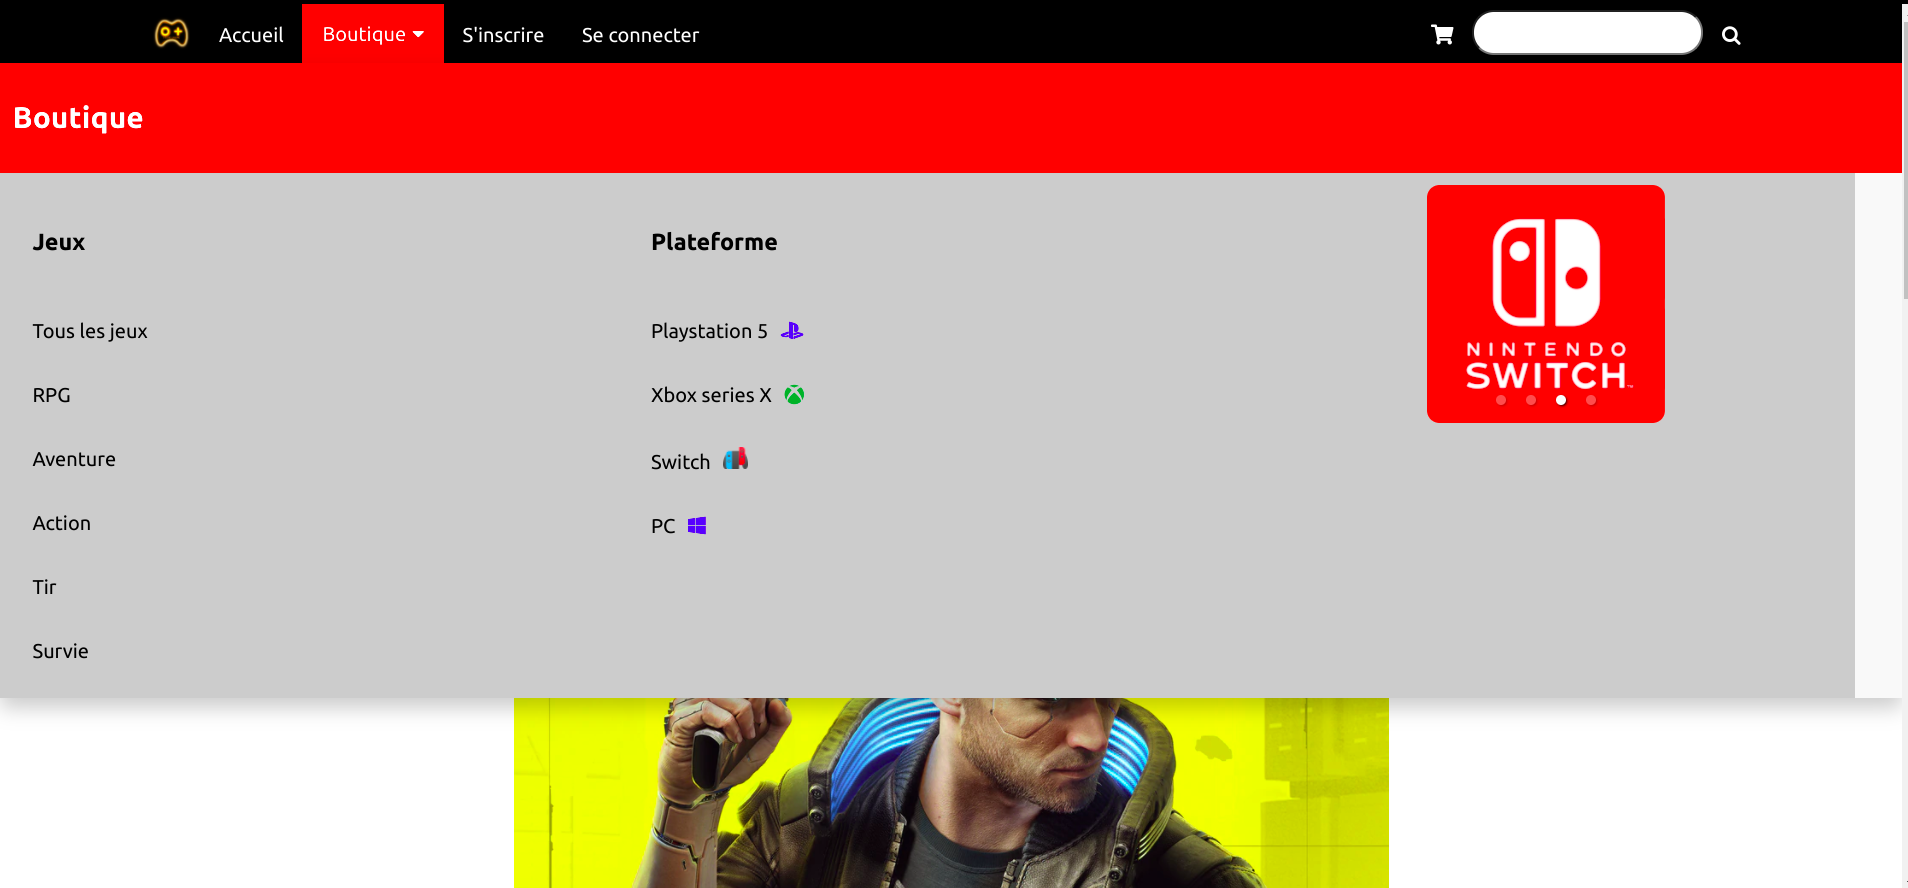 Accueil
Boutique
S'inscrire
Se connecter
Boutique
Jeux
Tous les jeux
RPG
Aventure
Action
Tir
Survie
Plateforme
Playstation 5
Xbox series X
Switch
PC
NINTENDO
SWITCH™